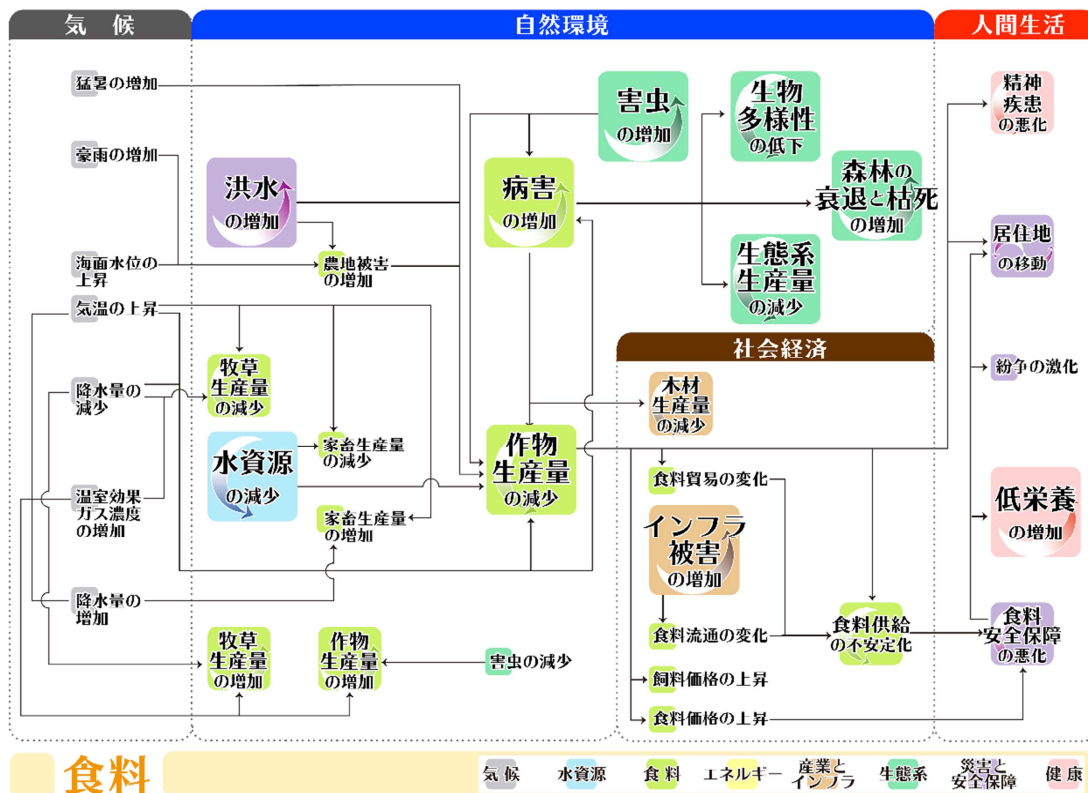 気 候
自然環境
人間生活
猛暑の増加
豪雨の増加
海面水位の
上昇
気温の上昇
降水量の
減少
温室効果
ガス濃度
の増加
降水量の
増加
洪水
の増加
農地被害
の増加
牧草
生産量
の減少
水資源
の減少
家畜生産量
の減少
家畜生産量
の増加
牧草
生産量
の増加
作物
生産量
の増加
害虫の減少
害虫
の増加
病害
の増加
作物
生産量
の減少
生物
多様性
の低下
森林の
衰退と枯死
の増加
生態系
生産量
の減少
社会経済
木材
生産量
の減少
食料貿易の変化
インフラ
被害
の増加
食料流通の変化
飼料価格の上昇
食料価格の上昇
食料供給
の不安定化
精神
疾患
の悪化
居住地
の移動
紛争の激化
低栄養
の増加
食料
安全保障
の悪化
食料
気候
水資源
食料
エネルギー
産業と
インフラ
生態系
災害と
安全保障
健康